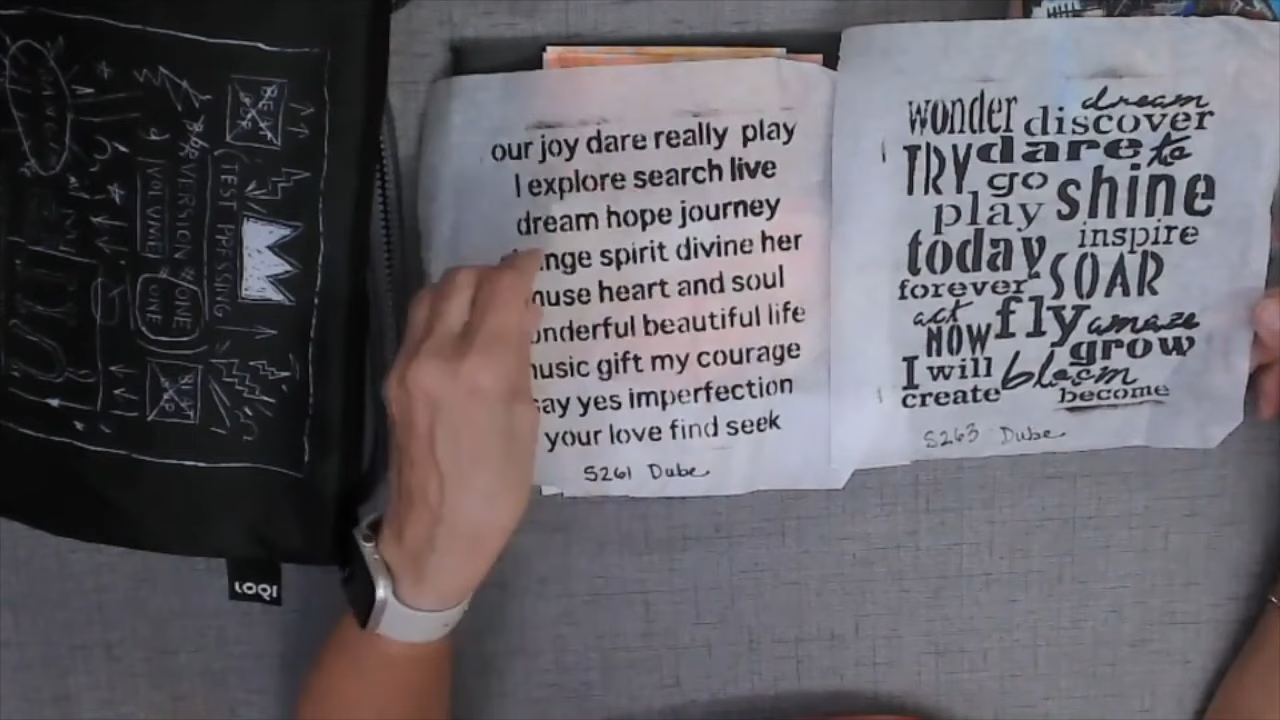 our joy dare really play
I explore search live
dream hope journey
spirit divine her
heart and soul
beautiful life
gift my courage
say yes imperfection
your love find seek
S261 Dube
wonder dream
discover
TRY dare to
go shine
play
today inspire
forever SOAR
act fly amaze
NOW grow
I will bloom
create become
S263 Dube
BEST
(TEST PRESSING)
VERSION #ONE
VOLUME ONE
LOQI